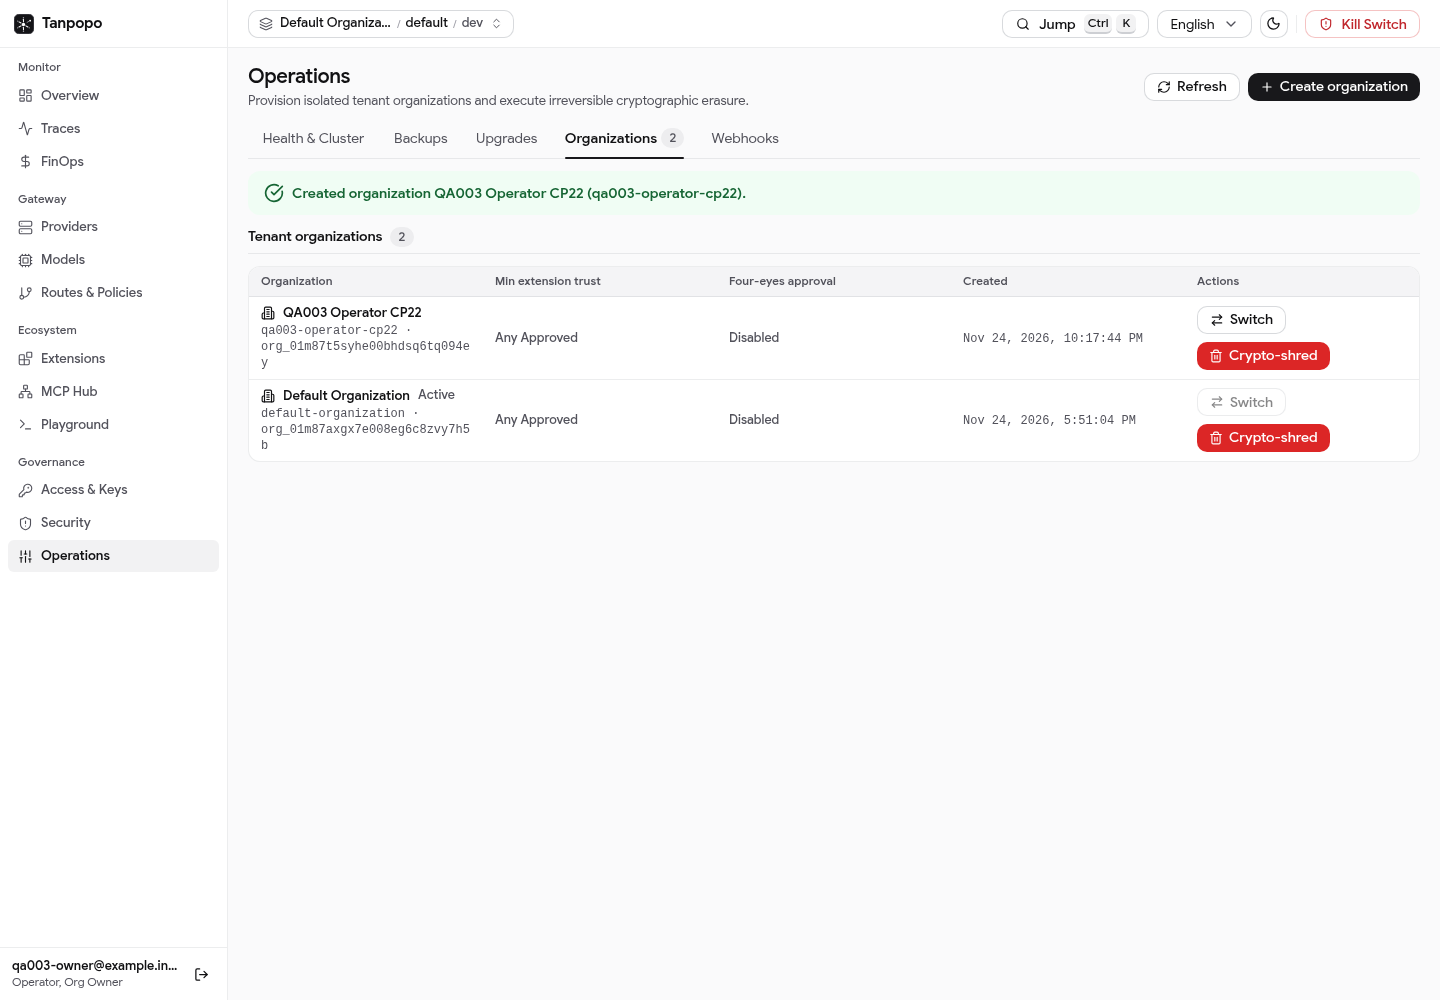 Tanpopo
Default Organiza... / default / dev
Jump Ctrl K
English
Kill Switch
Monitor
Overview
Traces
FinOps
Gateway
Providers
Models
Routes & Policies
Ecosystem
Extensions
MCP Hub
Playground
Governance
Access & Keys
Security
Operations
qa003-owner@example.in...
Operator, Org Owner
Operations
Provision isolated tenant organizations and execute irreversible cryptographic erasure.
Refresh
Create organization
Health & Cluster Backups Upgrades Organizations 2 Webhooks
Created organization QA003 Operator CP22 (qa003-operator-cp22).
Tenant organizations 2
Organization Min extension trust Four-eyes approval Created Actions
QA003 Operator CP22
qa003-operator-cp22 ·
org_01m87t5syhe00bhdsq6tq094e
y
Any Approved
Disabled
Nov 24, 2026, 10:17:44 PM
Switch
Crypto-shred
Default Organization Active
default-organization ·
org_01m87axgx7e008eg6c8zvy7h5
b
Any Approved
Disabled
Nov 24, 2026, 5:51:04 PM
Switch
Crypto-shred